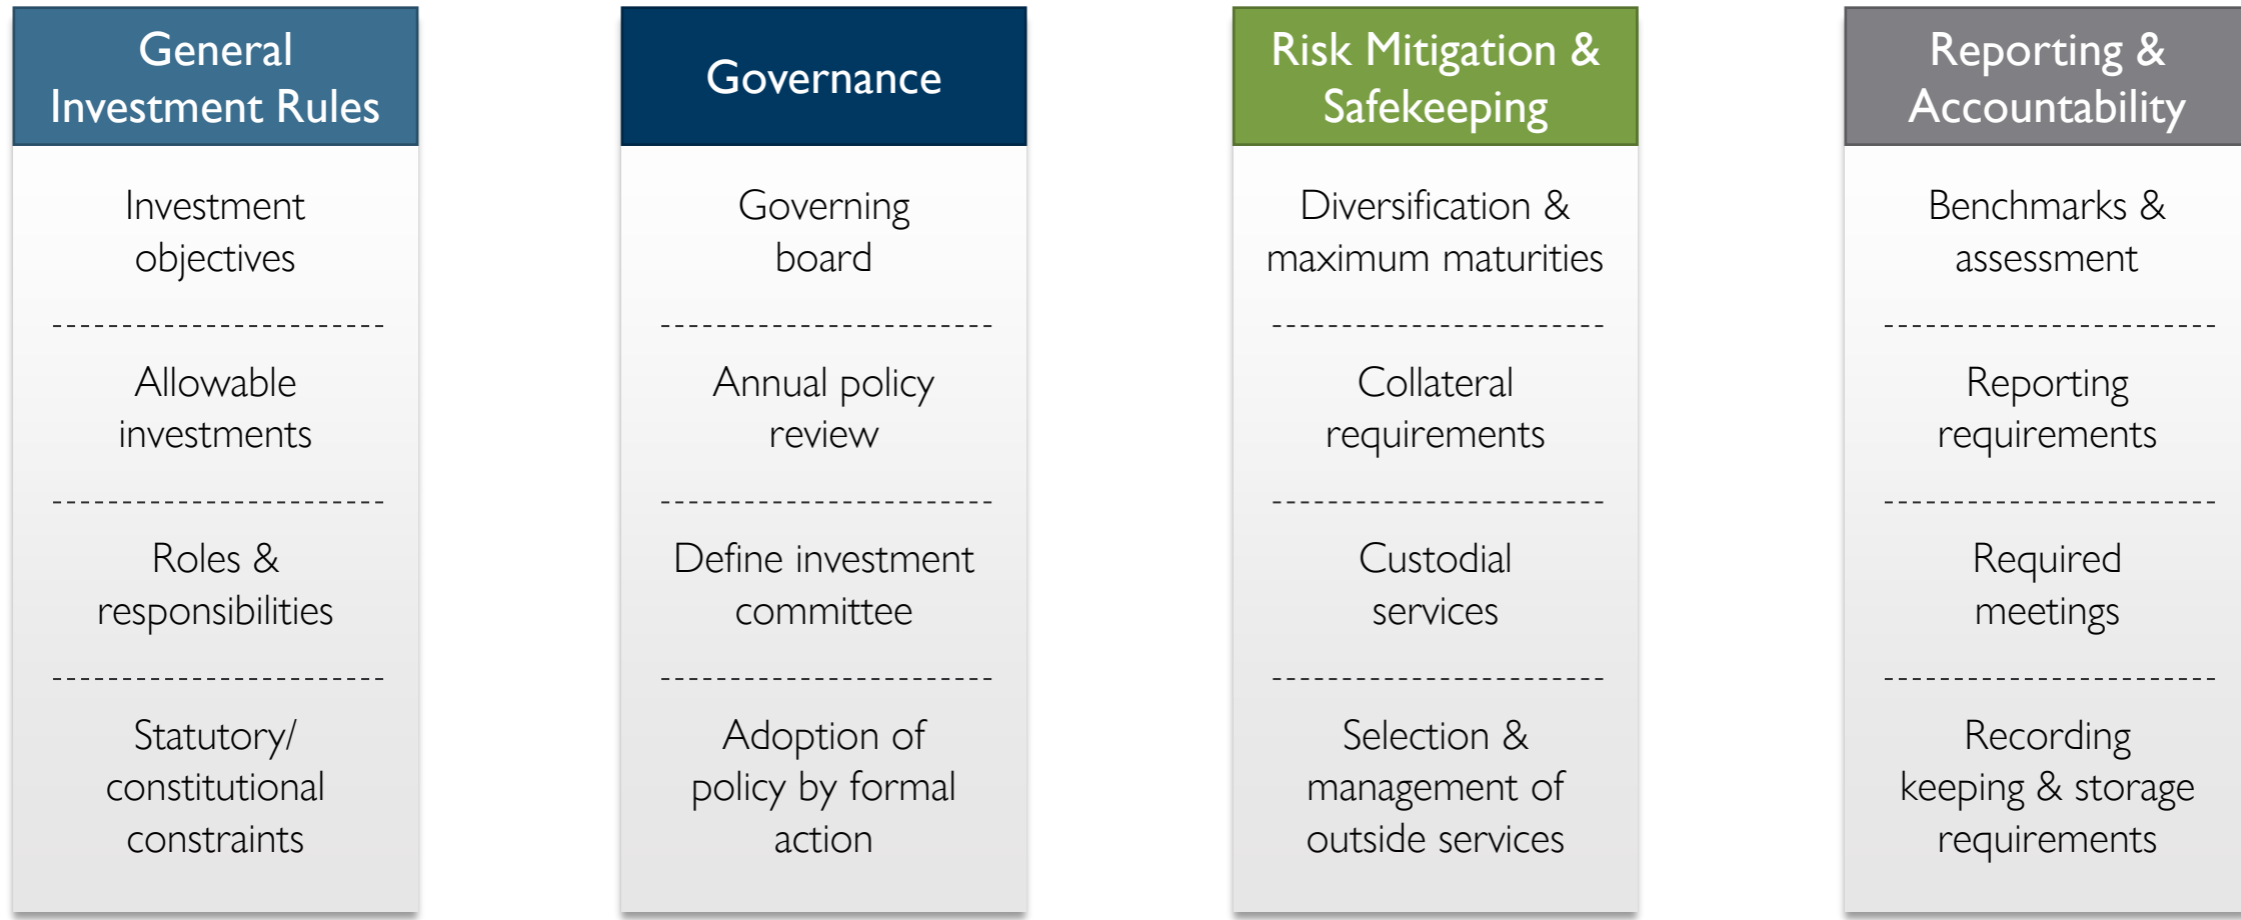 General
Investment Rules
Investment
objectives
Allowable
investments
Roles &
responsibilities
Statutory/
constitutional
constraints
Governance
Governing
board
Annual policy
review
Define investment
committee
Adoption of
policy by formal
action
Risk Mitigation &
Safekeeping
Diversification &
maximum maturities
Collateral
requirements
Custodial
services
Selection &
management of
outside services
Reporting &
Accountability
Benchmarks &
assessment
Reporting
requirements
Required
meetings
Recording
keeping & storage
requirements